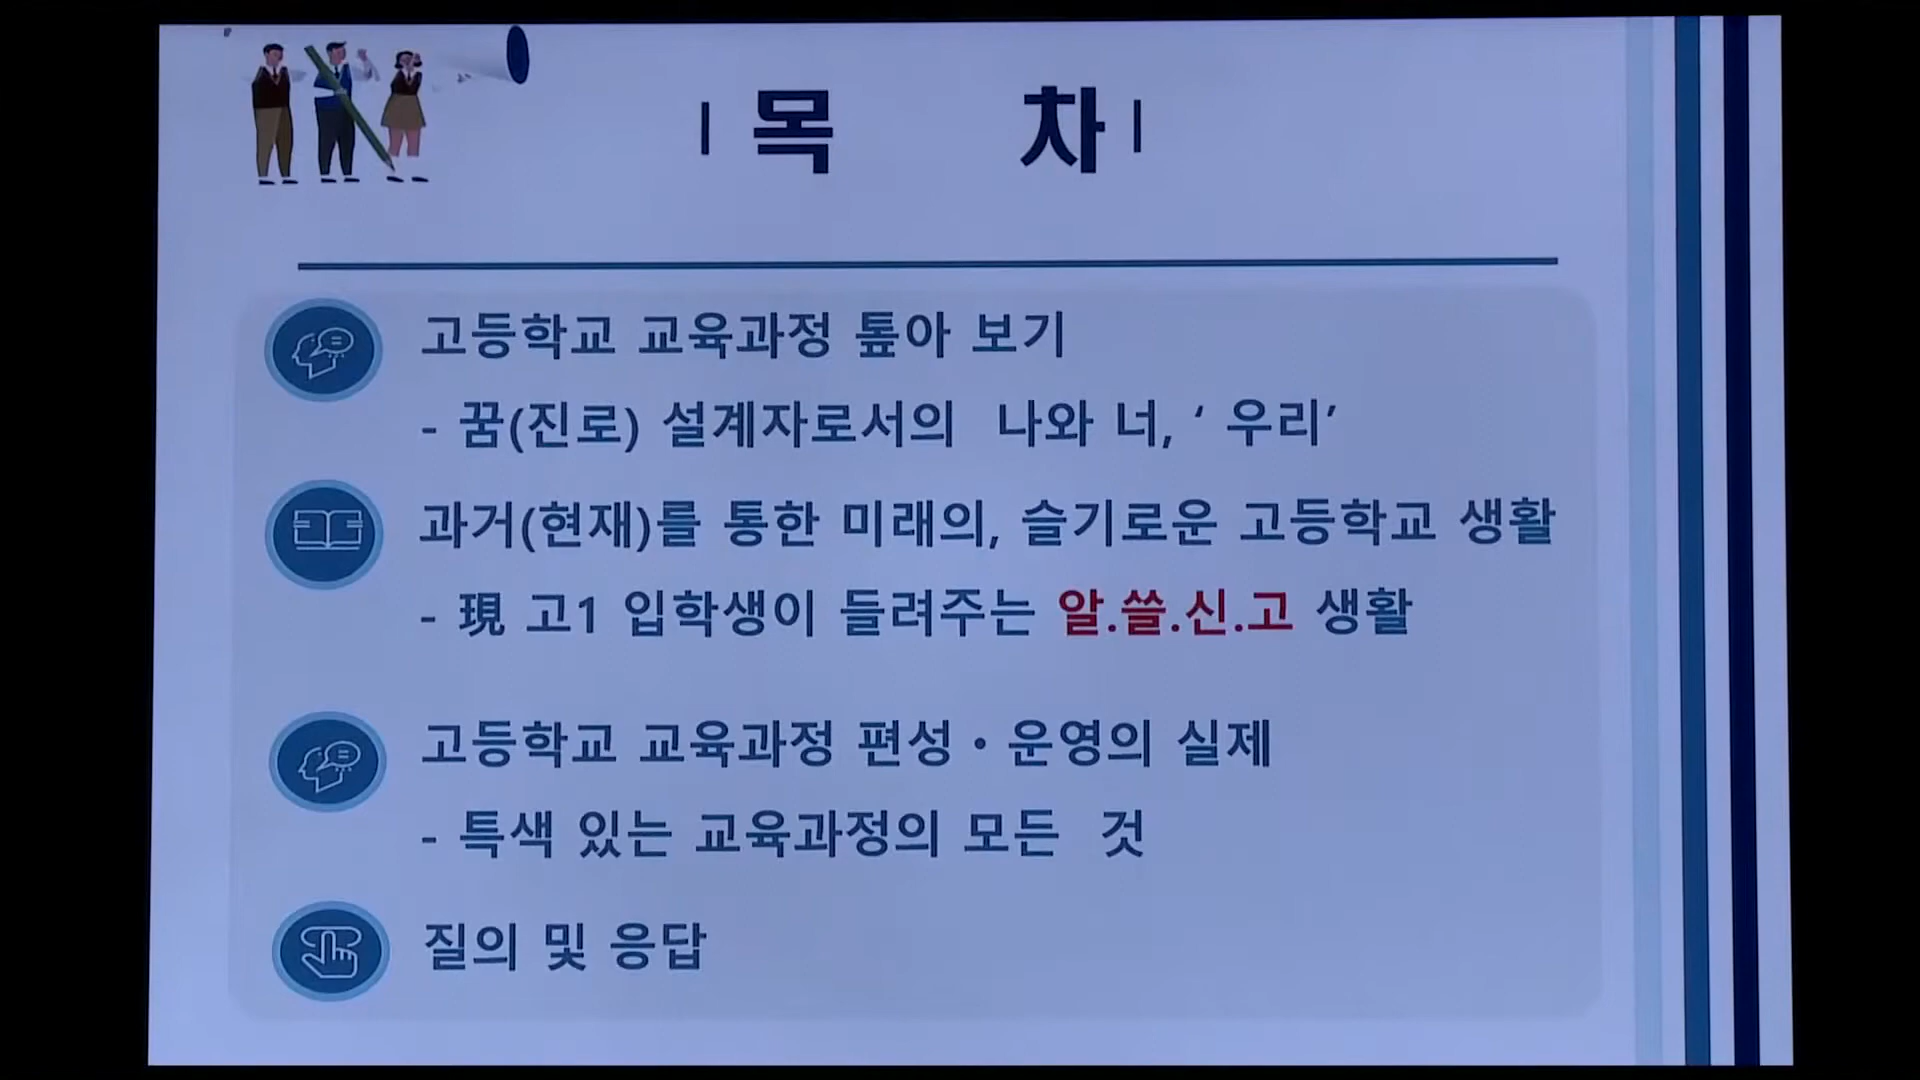 | 목 차 |
고등학교 교육과정 톺아 보기
- 꿈(진로) 설계자로서의 나와 너, ‘ 우리’
과거(현재)를 통한 미래의, 슬기로운 고등학교 생활
- 現 고1 입학생이 들려주는 알.쓸.신.고 생활
고등학교 교육과정 편성·운영의 실제
- 특색 있는 교육과정의 모든 것
질의 및 응답